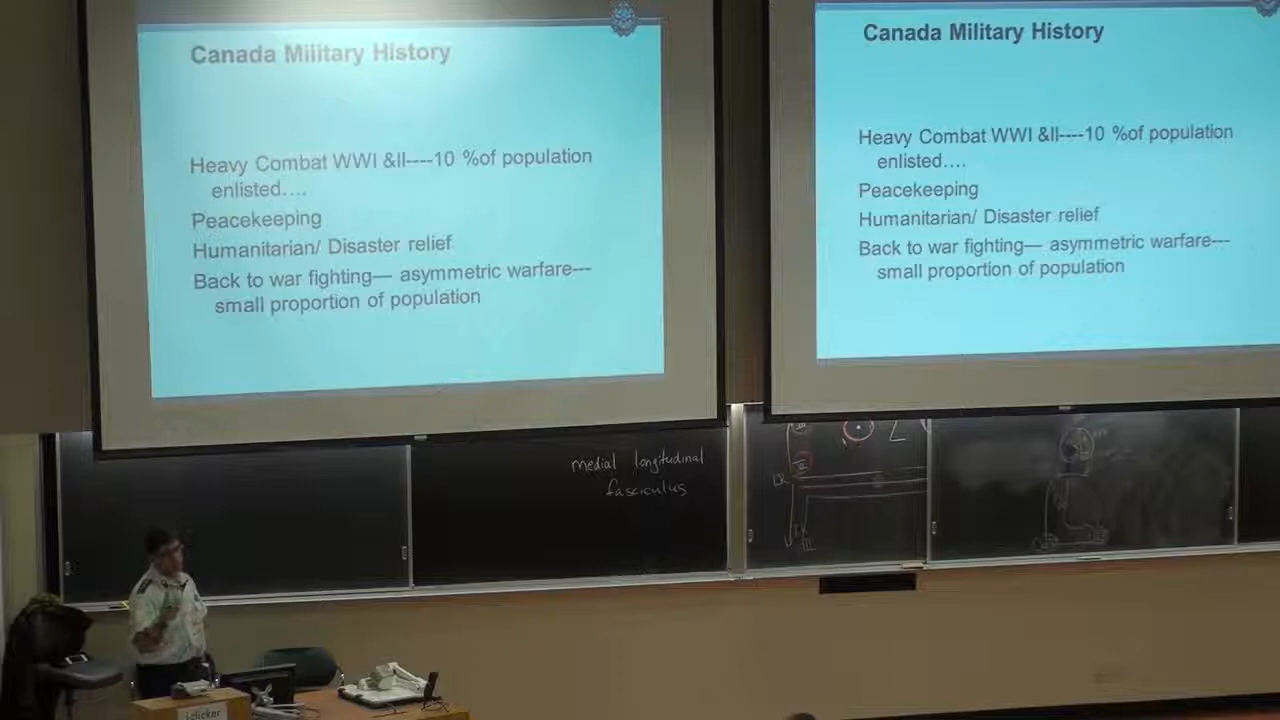 Canada Military History
Heavy Combat WWI &II----10 %of population
enlisted….
Peacekeeping
Humanitarian/ Disaster relief
Back to war fighting— asymmetric warfare---
small proportion of population
Canada Military History
Heavy Combat WWI &II----10 %of population
enlisted….
Peacekeeping
Humanitarian/ Disaster relief
Back to war fighting— asymmetric warfare---
small proportion of population
medial longitudinal
fasciculus
i clicker